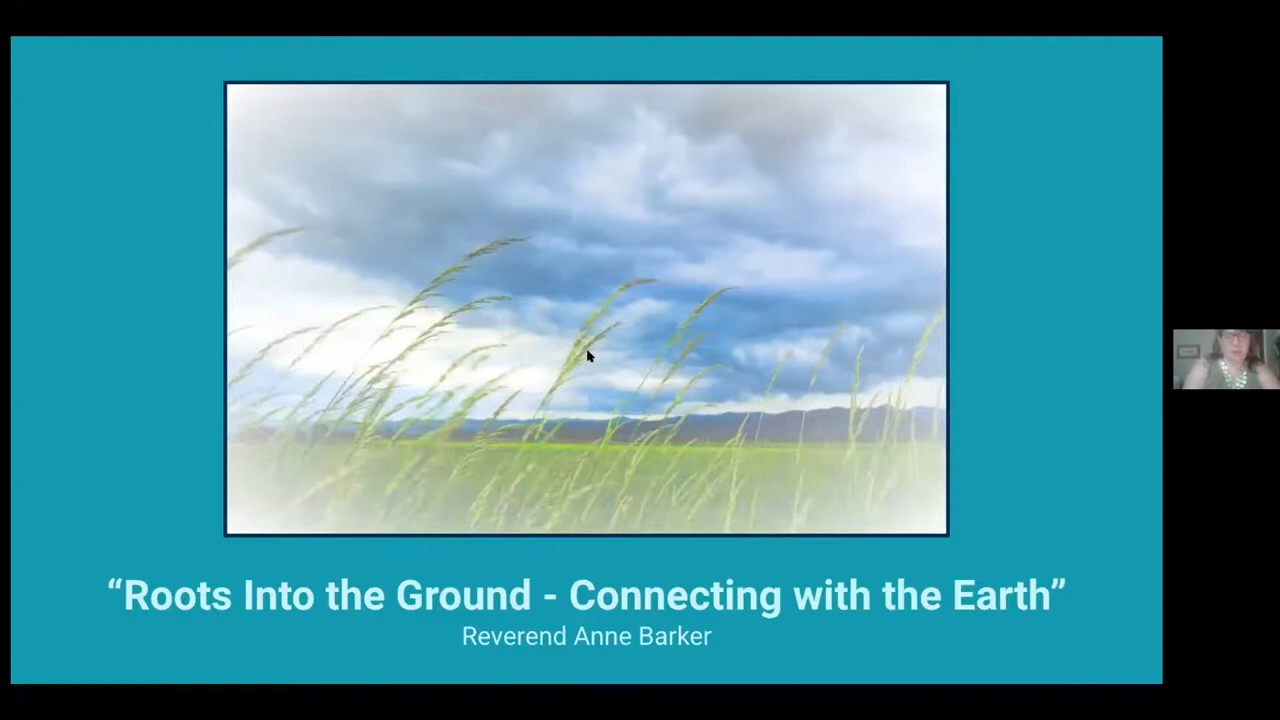 “Roots Into the Ground - Connecting with the Earth”
Reverend Anne Barker